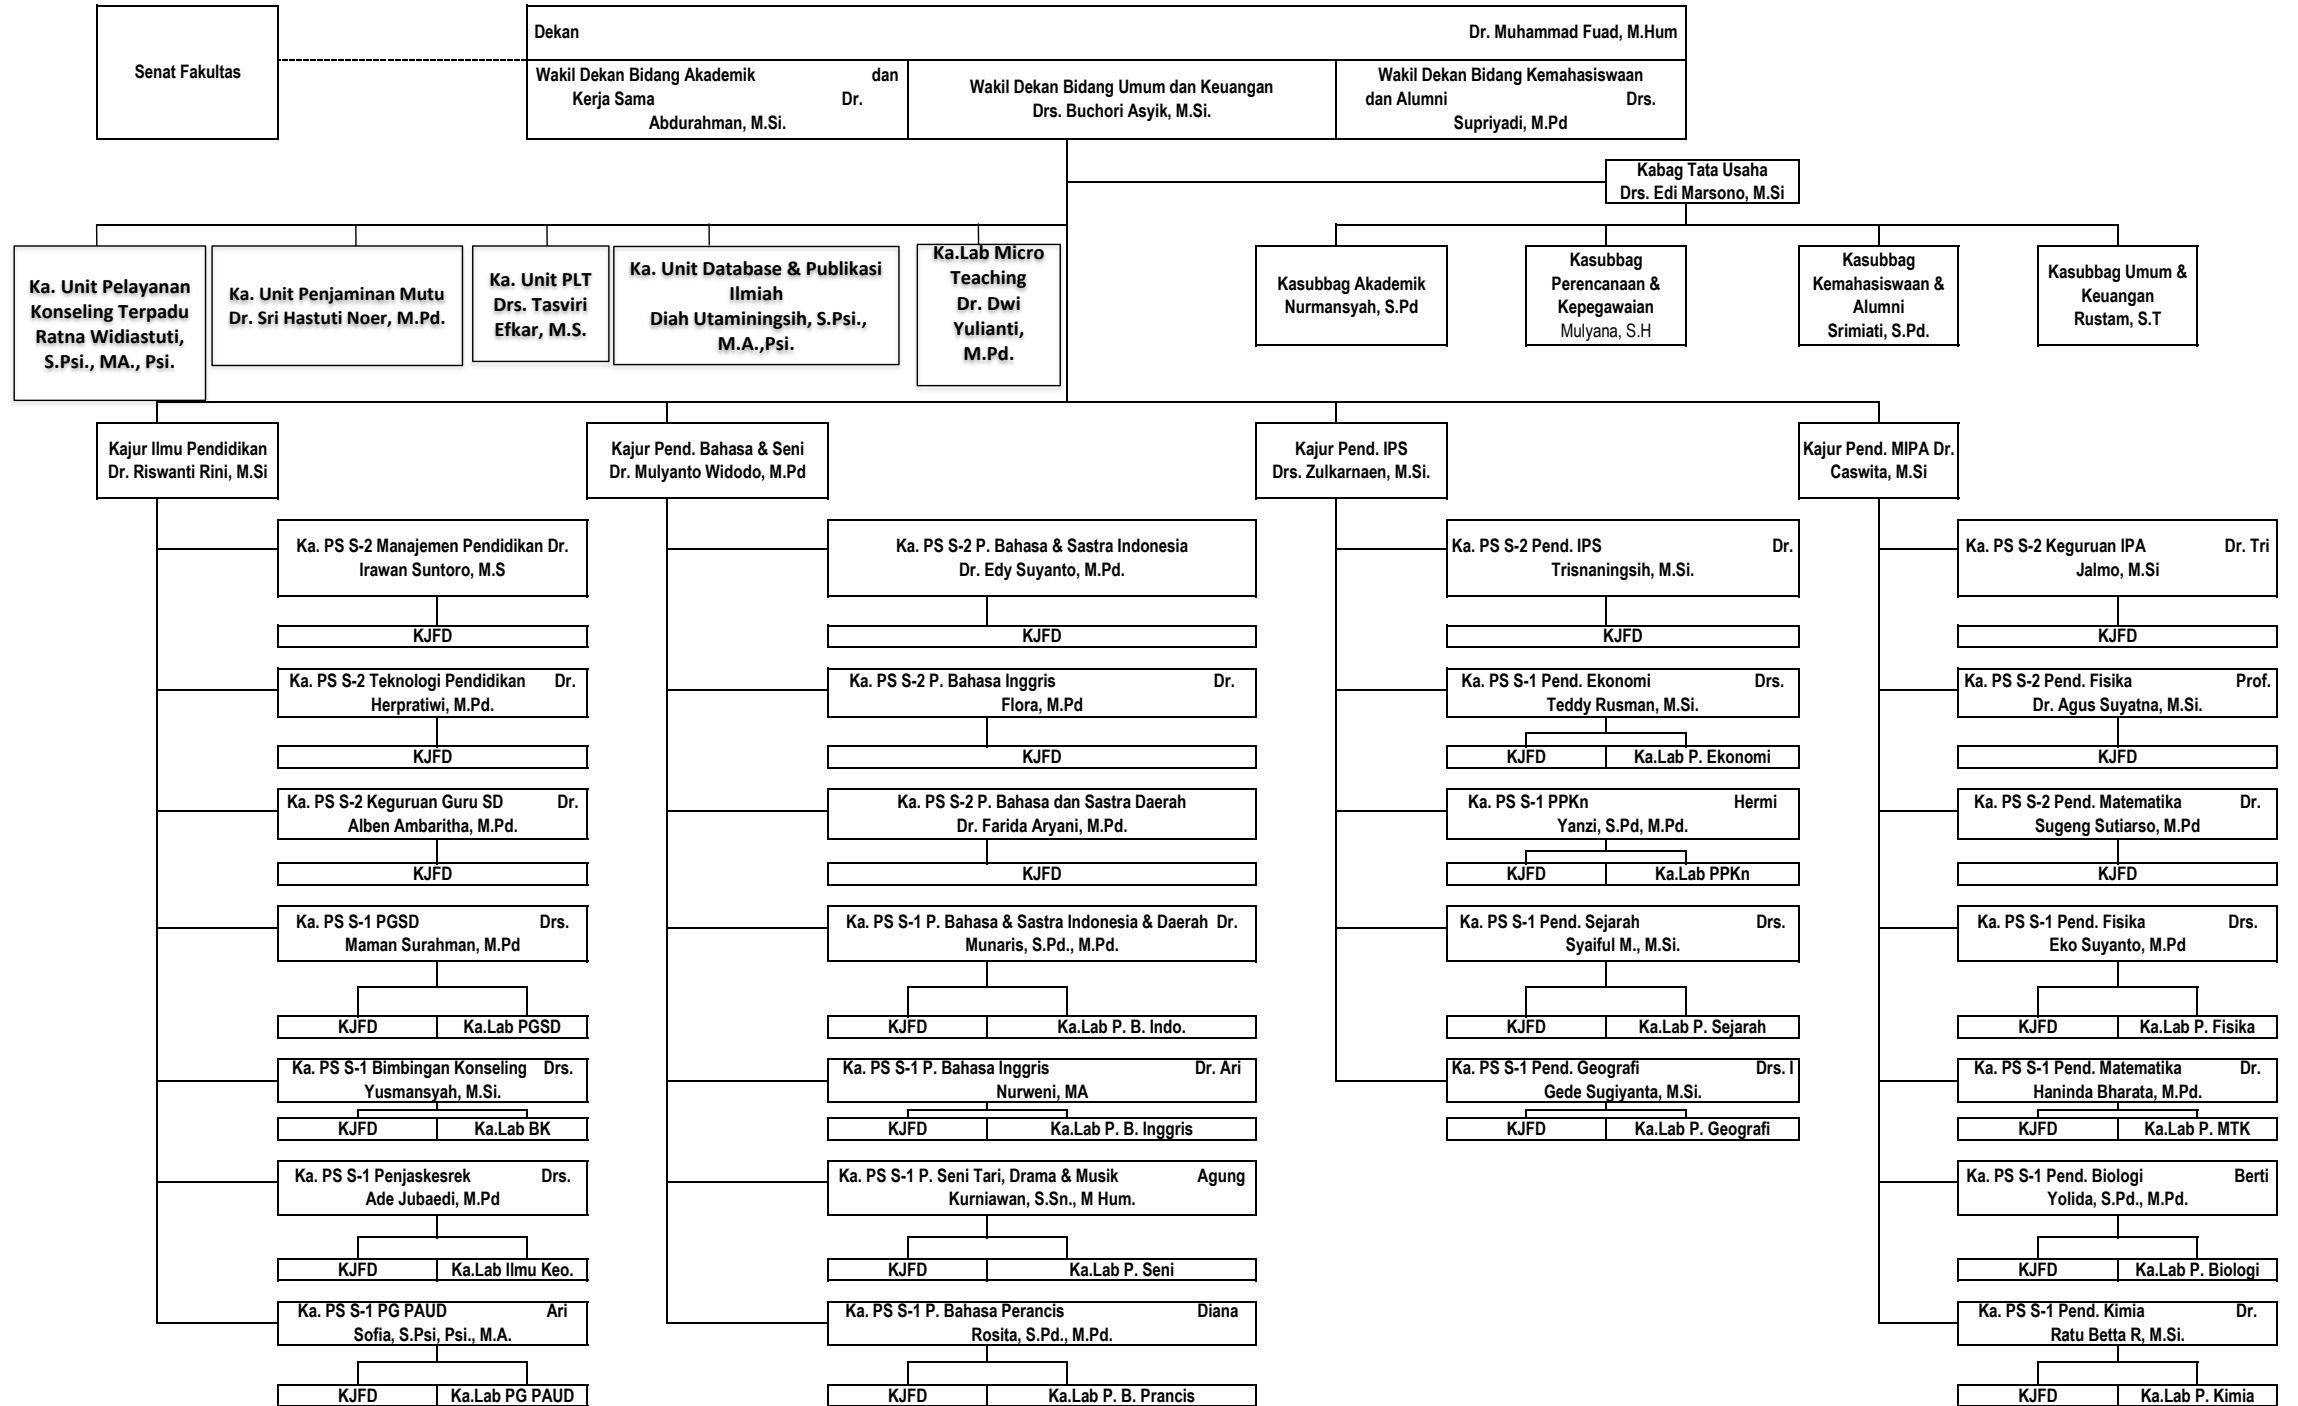 Senat Fakultas
Dekan Dr. Muhammad Fuad, M.Hum
Wakil Dekan Bidang Akademik dan
Kerja Sama Dr.
Abdurahman, M.Si.
Wakil Dekan Bidang Umum dan Keuangan
Drs. Buchori Asyik, M.Si.
Wakil Dekan Bidang Kemahasiswaan
dan Alumni Drs.
Supriyadi, M.Pd
Kabag Tata Usaha
Drs. Edi Marsono, M.Si
Ka. Unit Pelayanan
Konseling Terpadu
Ratna Widiastuti,
S.Psi., MA., Psi.
Ka. Unit Penjaminan Mutu
Dr. Sri Hastuti Noer, M.Pd.
Ka. Unit PLT
Drs. Tasviri
Efkar, M.S.
Ka. Unit Database & Publikasi
Ilmiah
Diah Utaminingsih, S.Psi.,
M.A.,Psi.
Ka.Lab Micro
Teaching
Dr. Dwi
Yulianti,
M.Pd.
Kasubbag Akademik
Nurmansyah, S.Pd
Kasubbag
Perencanaan &
Kepegawaian
Mulyana, S.H
Kasubbag
Kemahasiswaan &
Alumni
Srimiati, S.Pd.
Kasubbag Umum &
Keuangan
Rustam, S.T
Kajur Ilmu Pendidikan
Dr. Riswanti Rini, M.Si
Kajur Pend. Bahasa & Seni
Dr. Mulyanto Widodo, M.Pd
Kajur Pend. IPS
Drs. Zulkarnaen, M.Si.
Kajur Pend. MIPA Dr.
Caswita, M.Si
Ka. PS S-2 Manajemen Pendidikan Dr.
Irawan Suntoro, M.S
KJFD
Ka. PS S-2 Teknologi Pendidikan Dr.
Herpratiwi, M.Pd.
KJFD
Ka. PS S-2 Keguruan Guru SD Dr.
Alben Ambaritha, M.Pd.
KJFD
Ka. PS S-1 PGSD Drs.
Maman Surahman, M.Pd
KJFD Ka.Lab PGSD
Ka. PS S-1 Bimbingan Konseling Drs.
Yusmansyah, M.Si.
KJFD Ka.Lab BK
Ka. PS S-1 Penjaskesrek Drs.
Ade Jubaedi, M.Pd
KJFD Ka.Lab Ilmu Keo.
Ka. PS S-1 PG PAUD Ari
Sofia, S.Psi, Psi., M.A.
KJFD Ka.Lab PG PAUD
Ka. PS S-2 P. Bahasa & Sastra Indonesia
Dr. Edy Suyanto, M.Pd.
KJFD
Ka. PS S-2 P. Bahasa Inggris Dr.
Flora, M.Pd
KJFD
Ka. PS S-2 P. Bahasa dan Sastra Daerah
Dr. Farida Aryani, M.Pd.
KJFD
Ka. PS S-1 P. Bahasa & Sastra Indonesia & Daerah Dr.
Munaris, S.Pd., M.Pd.
KJFD Ka.Lab P. B. Indo.
Ka. PS S-1 P. Bahasa Inggris Dr. Ari
Nurweni, MA
KJFD Ka.Lab P. B. Inggris
Ka. PS S-1 P. Seni Tari, Drama & Musik Agung
Kurniawan, S.Sn., M Hum.
KJFD Ka.Lab P. Seni
Ka. PS S-1 P. Bahasa Perancis Diana
Rosita, S.Pd., M.Pd.
KJFD Ka.Lab P. B. Prancis
Ka. PS S-2 Pend. IPS Dr.
Trisnaningsih, M.Si.
KJFD
Ka. PS S-1 Pend. Ekonomi Drs.
Teddy Rusman, M.Si.
KJFD Ka.Lab P. Ekonomi
Ka. PS S-1 PPKn Hermi
Yanzi, S.Pd, M.Pd.
KJFD Ka.Lab PPKn
Ka. PS S-1 Pend. Sejarah Drs.
Syaiful M., M.Si.
KJFD Ka.Lab P. Sejarah
Ka. PS S-1 Pend. Geografi Drs. I
Gede Sugiyanta, M.Si.
KJFD Ka.Lab P. Geografi
Ka. PS S-2 Keguruan IPA Dr. Tri
Jalmo, M.Si
KJFD
Ka. PS S-2 Pend. Fisika Prof.
Dr. Agus Suyatna, M.Si.
KJFD
Ka. PS S-2 Pend. Matematika Dr.
Sugeng Sutiarso, M.Pd
KJFD
Ka. PS S-1 Pend. Fisika Drs.
Eko Suyanto, M.Pd
KJFD Ka.Lab P. Fisika
Ka. PS S-1 Pend. Matematika Dr.
Haninda Bharata, M.Pd.
KJFD Ka.Lab P. MTK
Ka. PS S-1 Pend. Biologi Berti
Yolida, S.Pd., M.Pd.
KJFD Ka.Lab P. Biologi
Ka. PS S-1 Pend. Kimia Dr.
Ratu Betta R, M.Si.
KJFD Ka.Lab P. Kimia